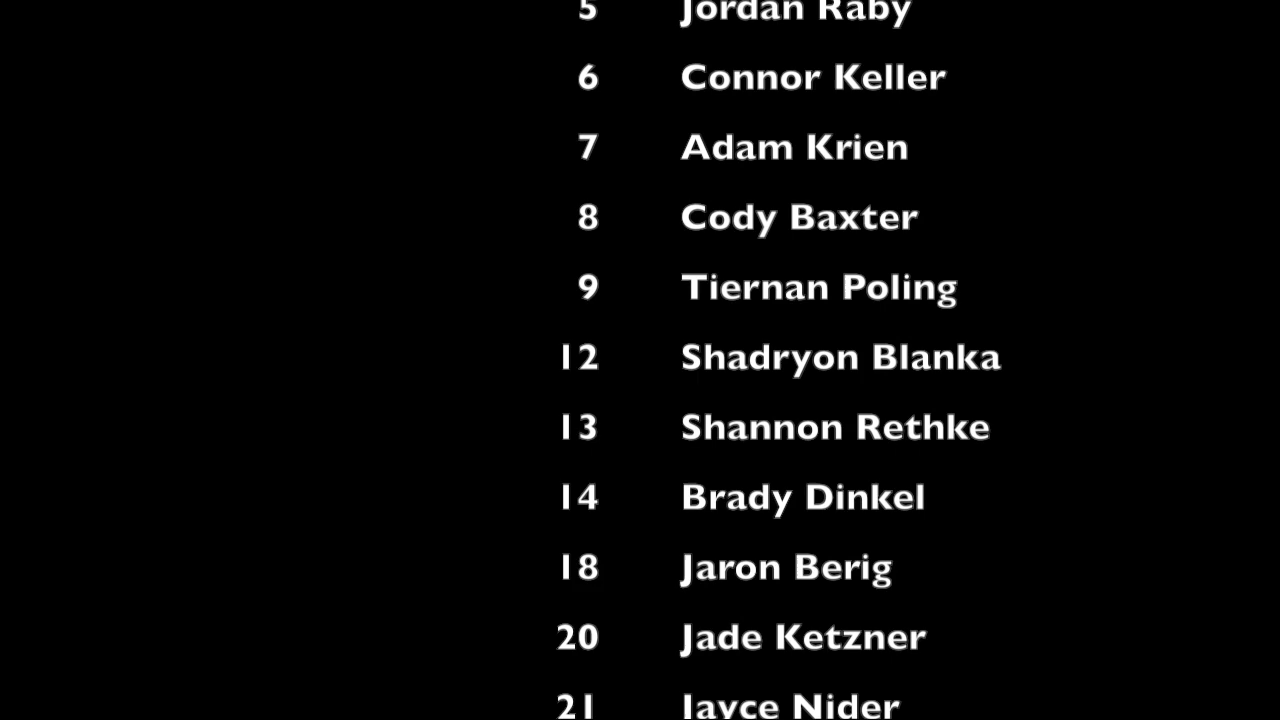 5 Jordan Raby
6 Connor Keller
7 Adam Krien
8 Cody Baxter
9 Tiernan Poling
12 Shadryon Blanka
13 Shannon Rethke
14 Brady Dinkel
18 Jaron Berig
20 Jade Ketzner
21 Jayce Nider